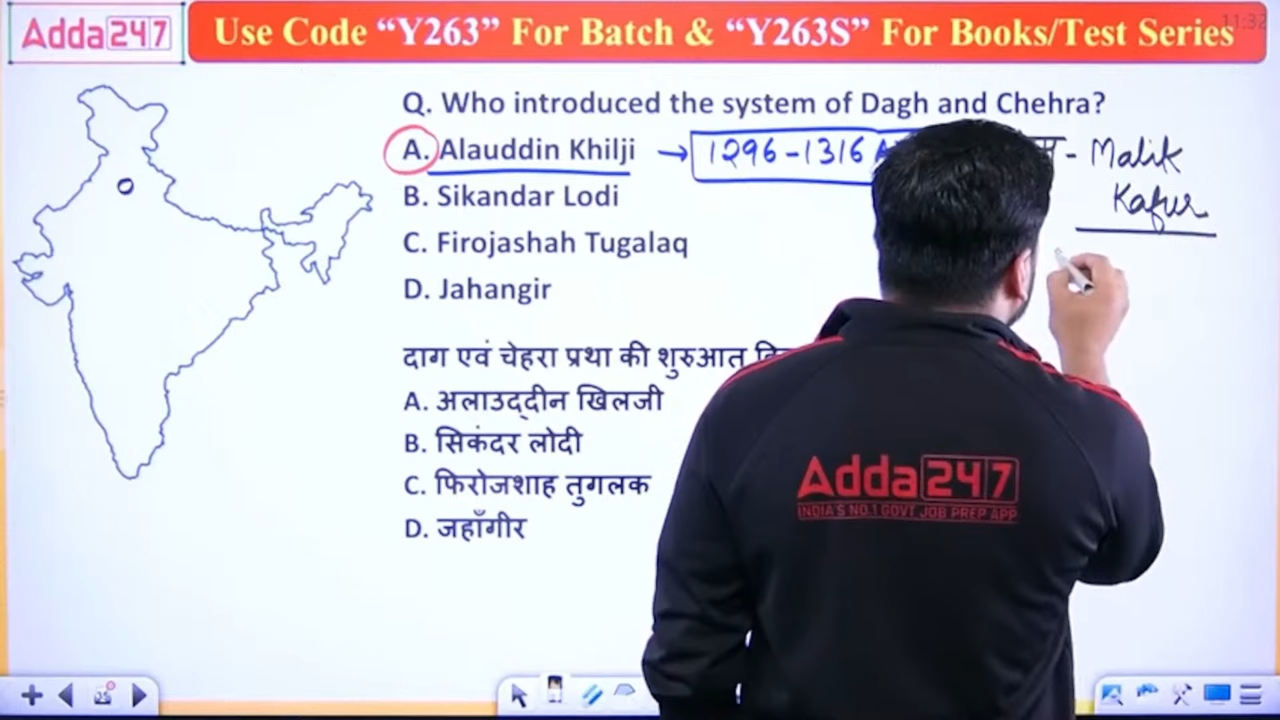 Adda247
Use Code “Y263” For Batch & “Y263S” For Books/Test Series
11:32
Q. Who introduced the system of Dagh and Chehra?
A. Alauddin Khilji → 1296-1316 A
- Malik
Kafur
B. Sikandar Lodi
C. Firojashah Tugalaq
D. Jahangir
दाग एवं चेहरा प्रथा की शुरुआत
A. अलाउद्दीन खिलजी
B. सिकंदर लोदी
C. फिरोजशाह तुगलक
D. जहाँगीर
Adda247
INDIA'S NO.1 GOVT JOB PREP APP